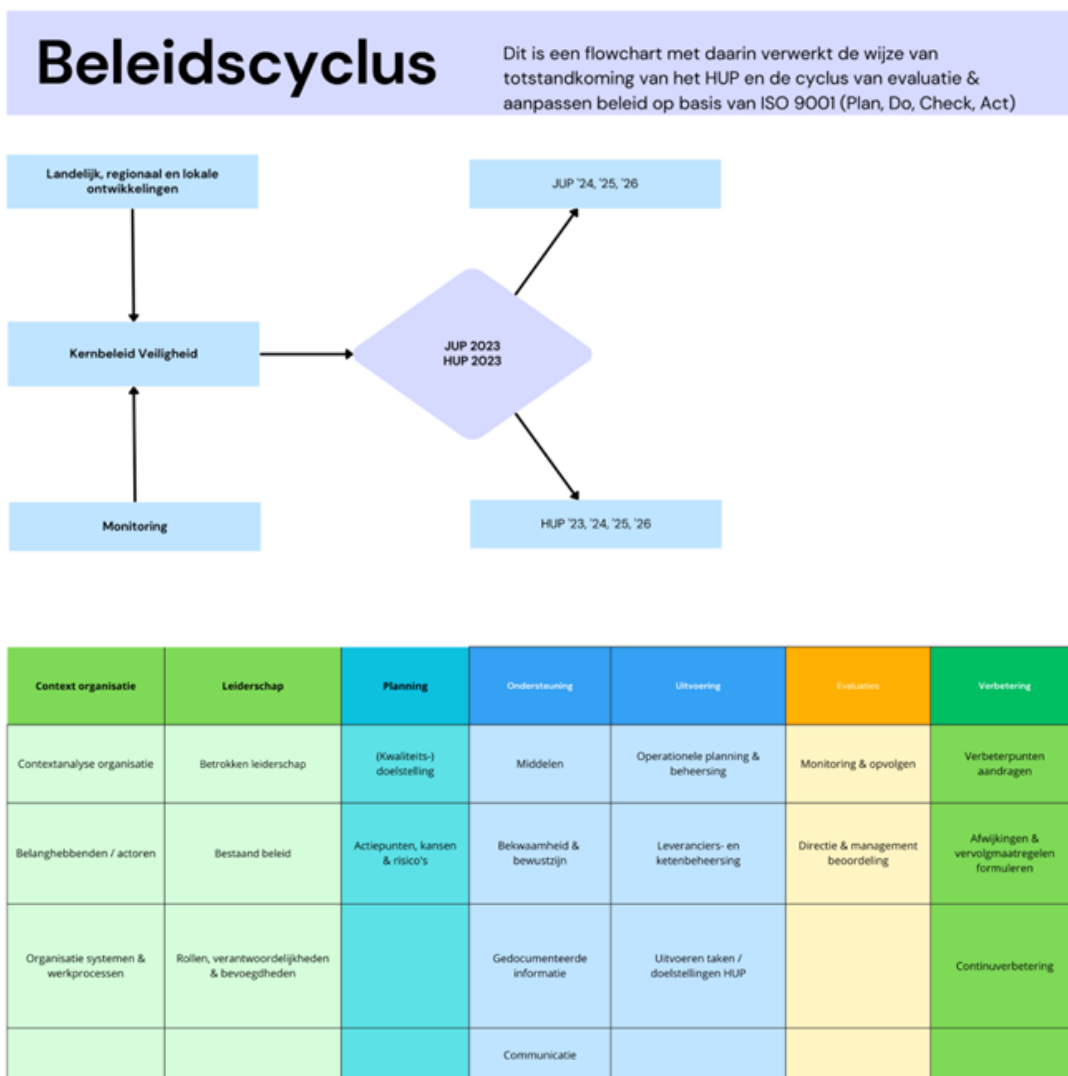 Beleidscyclus
Dit is een flowchart met daarin verwerkt de wijze van
totstandkoming van het HUP en de cyclus van evaluatie &
aanpassen beleid op basis van ISO 9001 (Plan, Do, Check, Act)
Landelijk, regionaal en lokale
ontwikkelingen
JUP '24, '25, '26
Kernbeleid Veiligheid
JUP 2023
HUP 2023
Monitoring
HUP '23, '24, '25, '26
Context organisatie
Leiderschap
Planning
Ondersteuning
Uitvoering
Evaluaties
Verbetering
Contextanalyse organisatie
Betrokken leiderschap
(Kwaliteits-)
doelstelling
Middelen
Operationele planning &
beheersing
Monitoring & opvolgen
Verbeterpunten
aandragen
Belanghebbenden / actoren
Bestaand beleid
Actiepunten, kansen
& risico's
Bekwaamheid &
bewustzijn
Leveranciers- en
ketenbeheersing
Directie & management
beoordeling
Afwijkingen &
vervolgmaatregelen
formuleren
Organisatie systemen &
werkprocessen
Rollen, verantwoordelijkheden
& bevoegdheden
Gedocumenteerde
informatie
Uitvoeren taken /
doelstellingen HUP
Continuverbetering
Communicatie